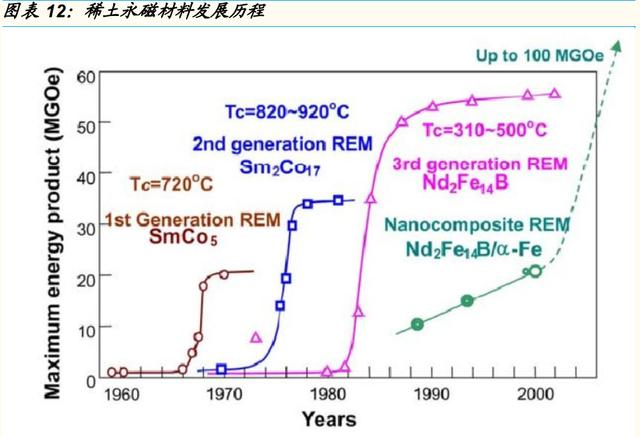 图表 12：稀土永磁材料发展历程
Up to 100 MGOe
Maximum energy product (MGOe)
60
50
40
30
20
10
0
Tc=720°C
1st Generation REM
SmCo5
Tc=820~920°C
2nd generation REM
Sm2Co17
Tc=310~500°C
3rd generation REM
Nd2Fe14B
Nanocomposite REM
Nd2Fe14B/α-Fe
1960
1970
1980
1990
2000
Years